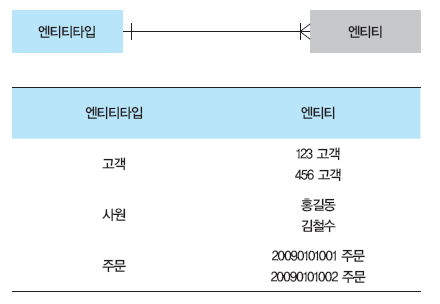 엔티티타입
엔티티
엔티티타입 엔티티
고객
123 고객
456 고객
사원
홍길동
김철수
주문
20090101001 주문
20090101002 주문